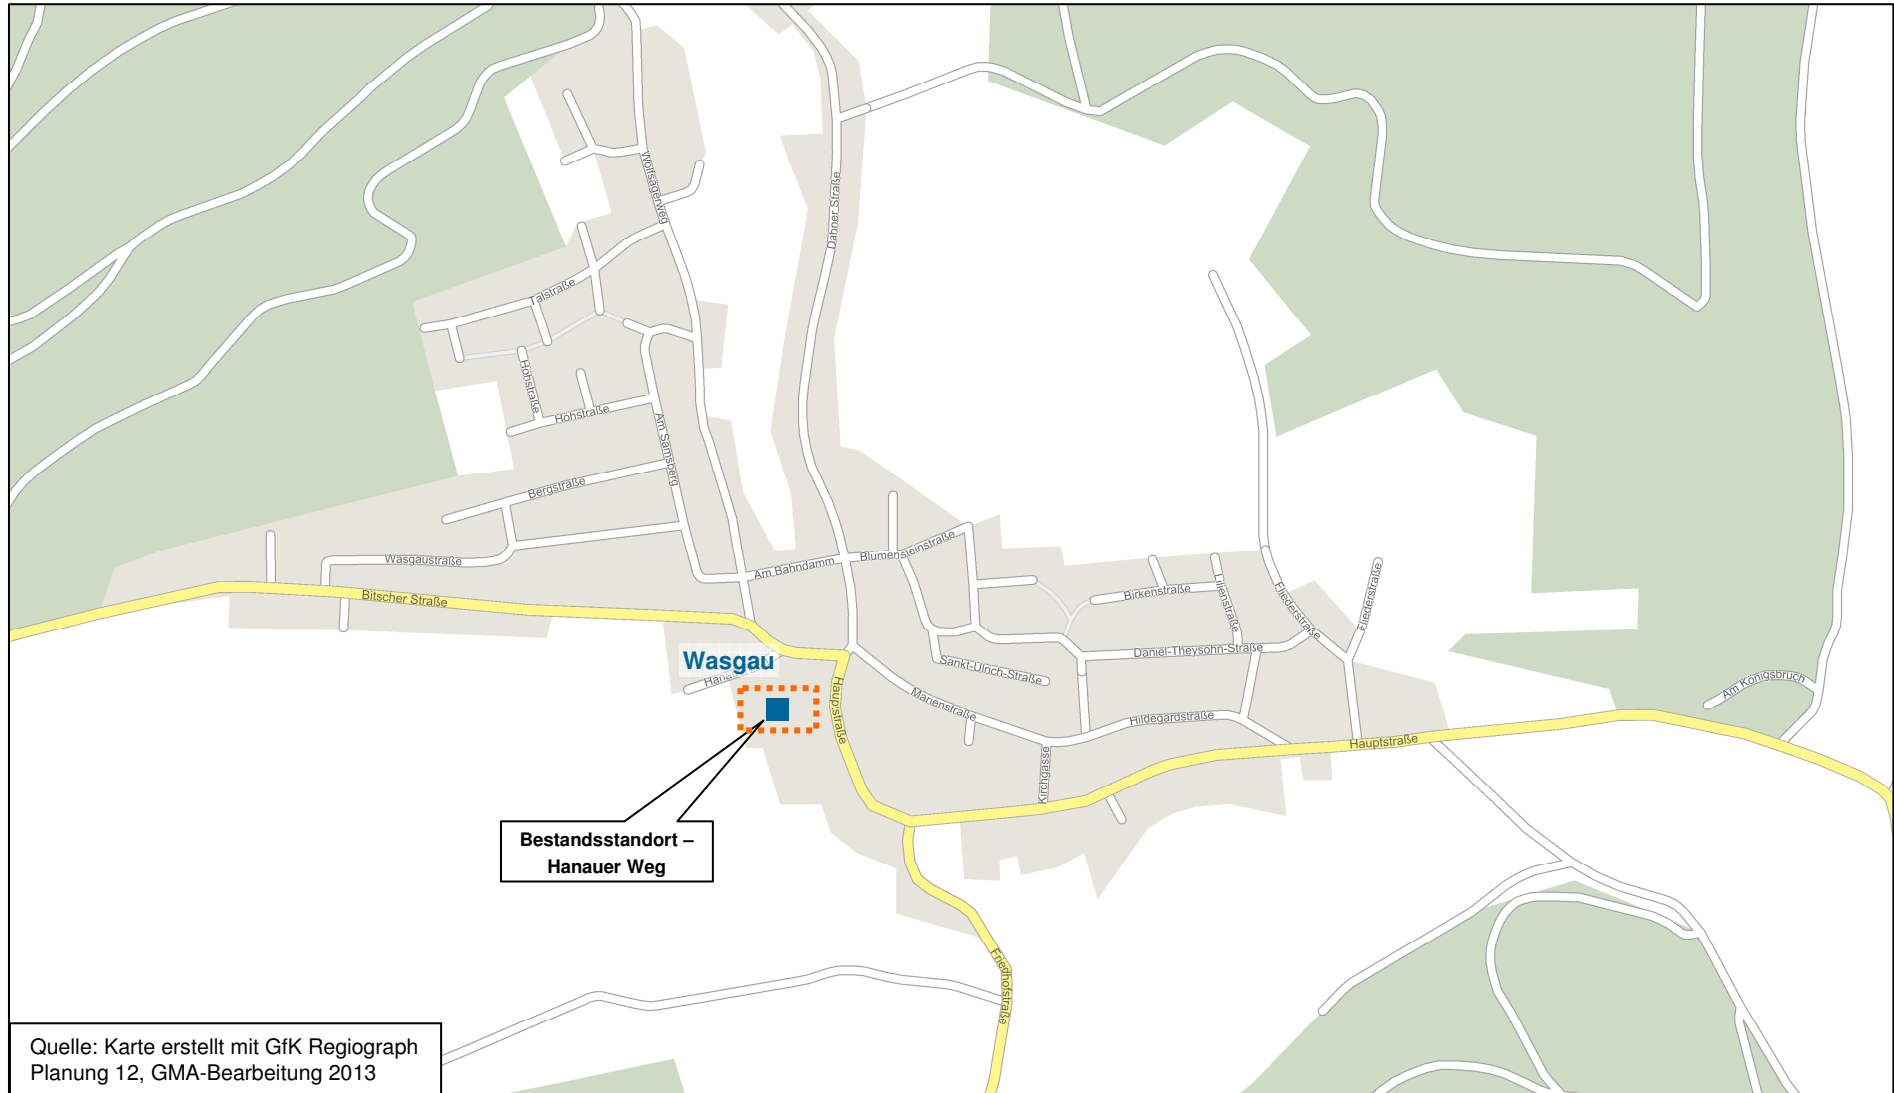 Wolfsägerweg
Dahner Straße
Talstraße
Höhstraße
Höhstraße
Am Samsberg
Bergstraße
Wasgaustraße
Am Bahndamm
Blumensteinstraße
Bitscher Straße
Birkenstraße
Lilienstraße
Fliederstraße
Fliederstraße
Daniel-Theysohn-Straße
Sankt-Ulrich-Straße
Wasgau
Hanauer
Hauptstraße
Marienstraße
Hildegardstraße
Am Königsbruch
Hauptstraße
Kirchgasse
Bestandsstandort –
Hanauer Weg
Friedhofstraße
Quelle: Karte erstellt mit GfK Regiograph
Planung 12, GMA-Bearbeitung 2013